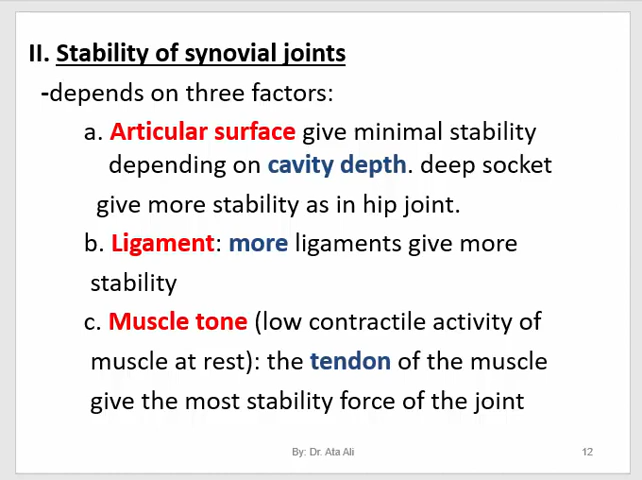 II. Stability of synovial joints
-depends on three factors:
a. Articular surface give minimal stability
depending on cavity depth. deep socket
give more stability as in hip joint.
b. Ligament: more ligaments give more
stability
c. Muscle tone (low contractile activity of
muscle at rest): the tendon of the muscle
give the most stability force of the joint
By: Dr. Ata Ali
12